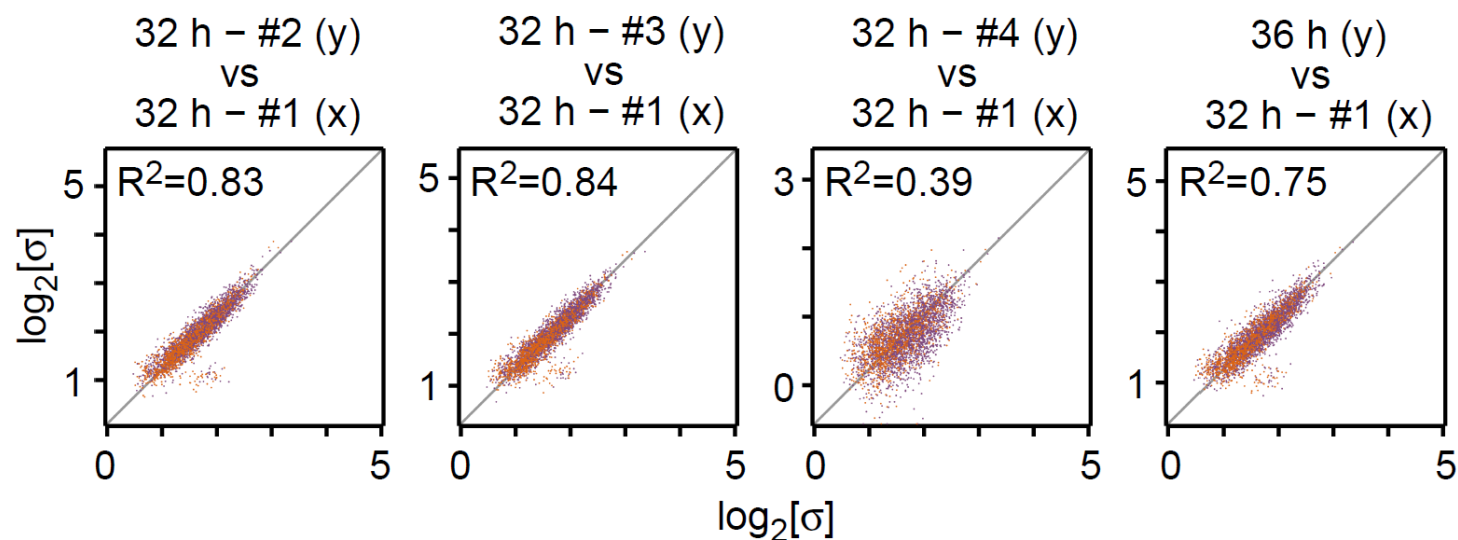 32 h − #2 (y)
vs
32 h − #1 (x)
32 h − #3 (y)
vs
32 h − #1 (x)
32 h − #4 (y)
vs
32 h − #1 (x)
36 h (y)
vs
32 h − #1 (x)
log2[σ]
5
1
R2=0.83
0
5
5
1
R2=0.84
0
5
3
0
R2=0.39
0
5
5
1
R2=0.75
0
5
log2[σ]